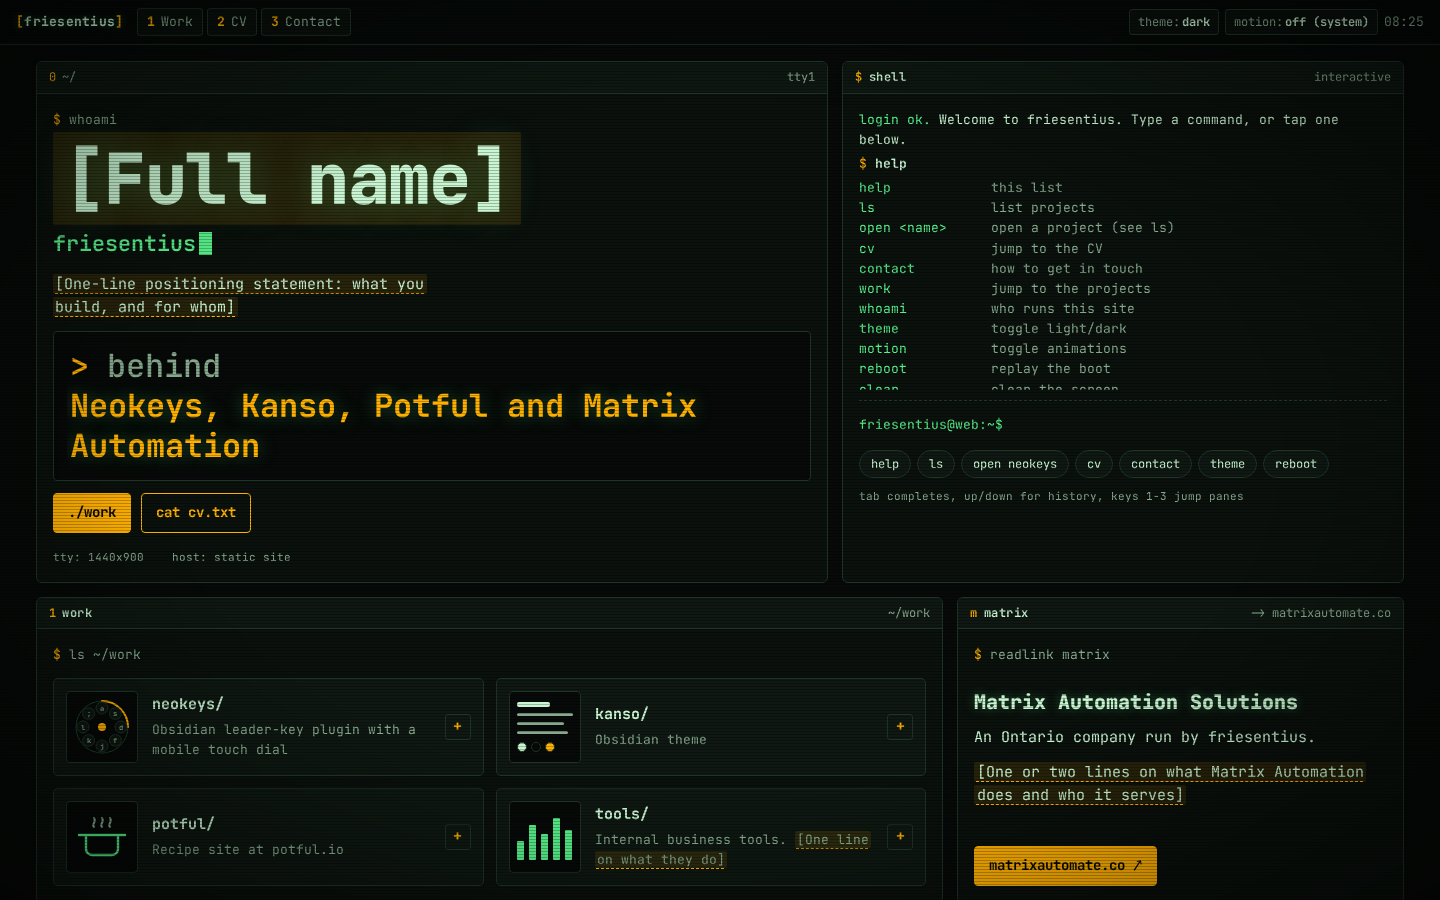 [friesentius] 1 Work 2 CV 3 Contact theme: dark motion: off (system) 08:25
0 ~/ tty1
$ whoami
[Full name]
friesentius
[One-line positioning statement: what you
build, and for whom]
> behind
Neokeys, Kanso, Potful and Matrix
Automation
./work cat cv.txt
tty: 1440x900 host: static site
$ shell interactive
login ok. Welcome to friesentius. Type a command, or tap one
below.
$ help
help this list
ls list projects
open <name> open a project (see ls)
cv jump to the CV
contact how to get in touch
work jump to the projects
whoami who runs this site
theme toggle light/dark
motion toggle animations
reboot replay the boot
clear clear the screen
friesentius@web:~$
help ls open neokeys cv contact theme reboot
tab completes, up/down for history, keys 1-3 jump panes
1 work ~/work
$ ls ~/work
neokeys/
Obsidian leader-key plugin with a
mobile touch dial
+
kanso/
Obsidian theme
+
potful/
Recipe site at potful.io
+
tools/
Internal business tools. [One line
on what they do]
+
m matrix → matrixautomate.co
$ readlink matrix
Matrix Automation Solutions
An Ontario company run by friesentius.
[One or two lines on what Matrix Automation
does and who it serves]
matrixautomate.co ↗